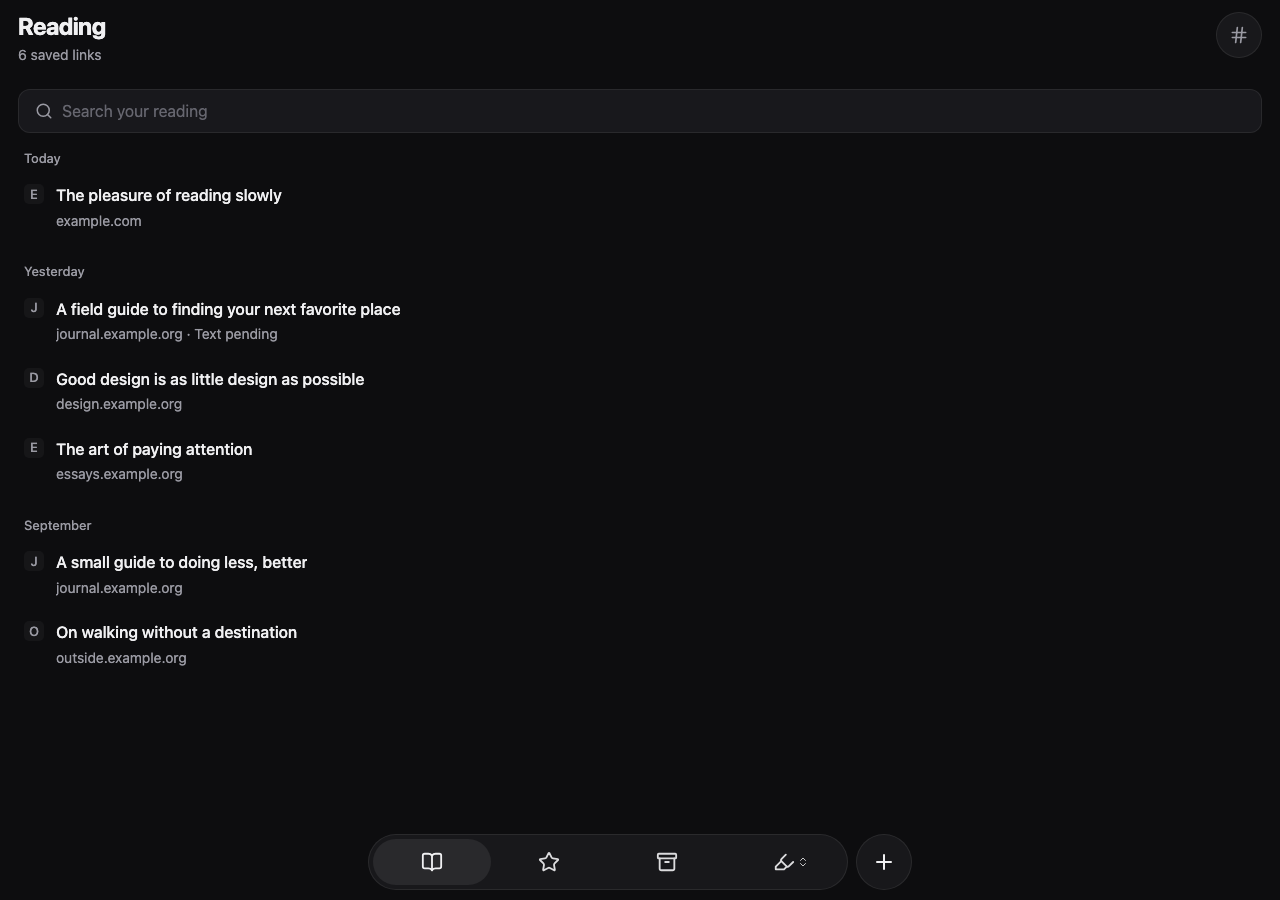 Reading
6 saved links
#
Search your reading
Today
E
The pleasure of reading slowly
example.com
Yesterday
J
A field guide to finding your next favorite place
journal.example.org · Text pending
D
Good design is as little design as possible
design.example.org
E
The art of paying attention
essays.example.org
September
J
A small guide to doing less, better
journal.example.org
O
On walking without a destination
outside.example.org